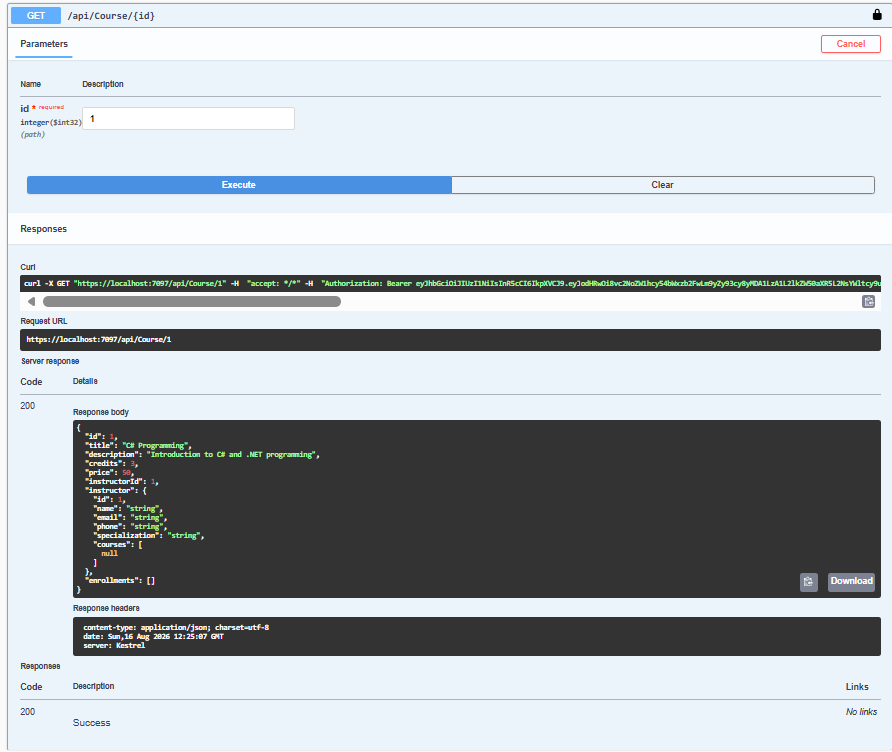 GET /api/Course/{id}
Parameters Cancel
Name Description
id * required
integer($int32)
(path)
1
Execute Clear
Responses
Curl
curl -X GET "https://localhost:7097/api/Course/1" -H "accept: */*" -H "Authorization: Bearer
Request URL
https://localhost:7097/api/Course/1
Server response
Code Details
200
Response body
{
"id": 1,
"title": "C# Programming",
"description": "Introduction to C# and .NET programming",
"credits": 3,
"price": 50,
"instructorId": 1,
"instructor": {
"id": 1,
"name": "string",
"email": "string",
"phone": "string",
"specialization": "string",
"courses": [
null
]
},
"enrollments": []
}
Download
Response headers
content-type: application/json; charset=utf-8
date: Sun,16 Aug 2026 12:25:07 GMT
server: Kestrel
Responses
Code Description Links
200 No links
Success